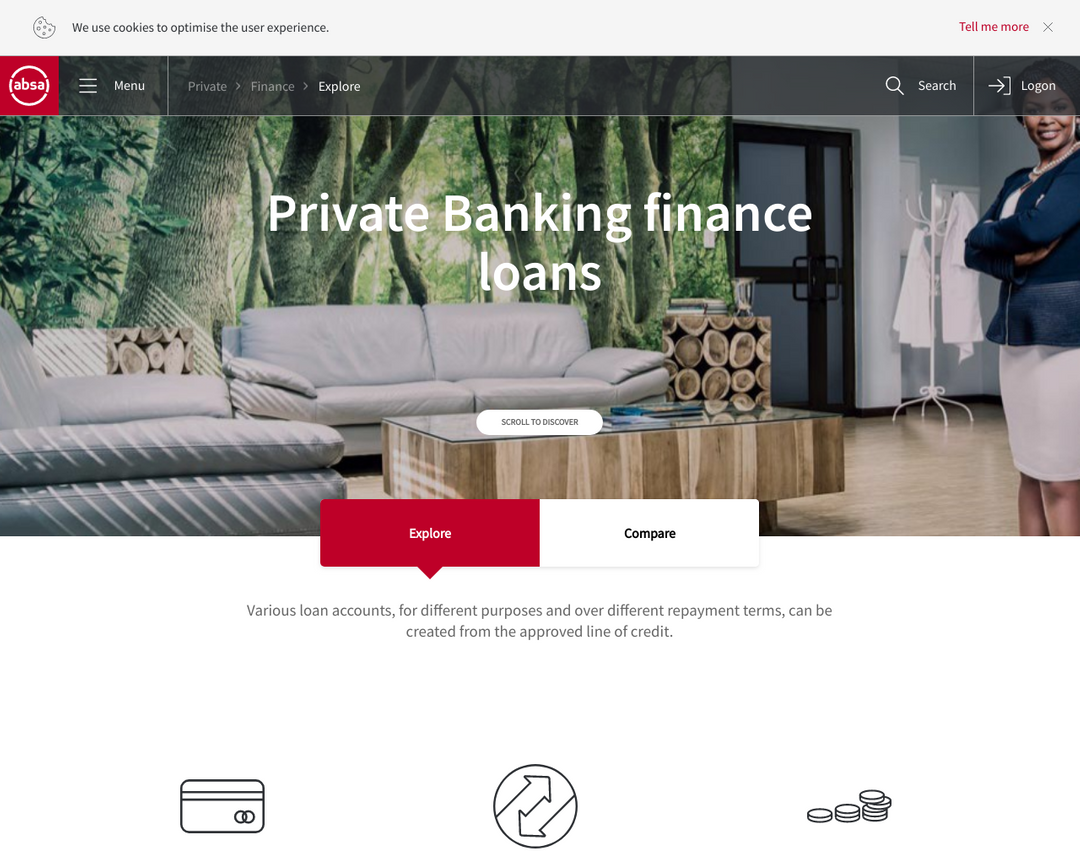 We use cookies to optimise the user experience.
Tell me more
absa
Menu
Private
Finance
Explore
Search
Logon
Private Banking finance
loans
SCROLL TO DISCOVER
Explore
Compare
Various loan accounts, for different purposes and over different repayment terms, can be
created from the approved line of credit.